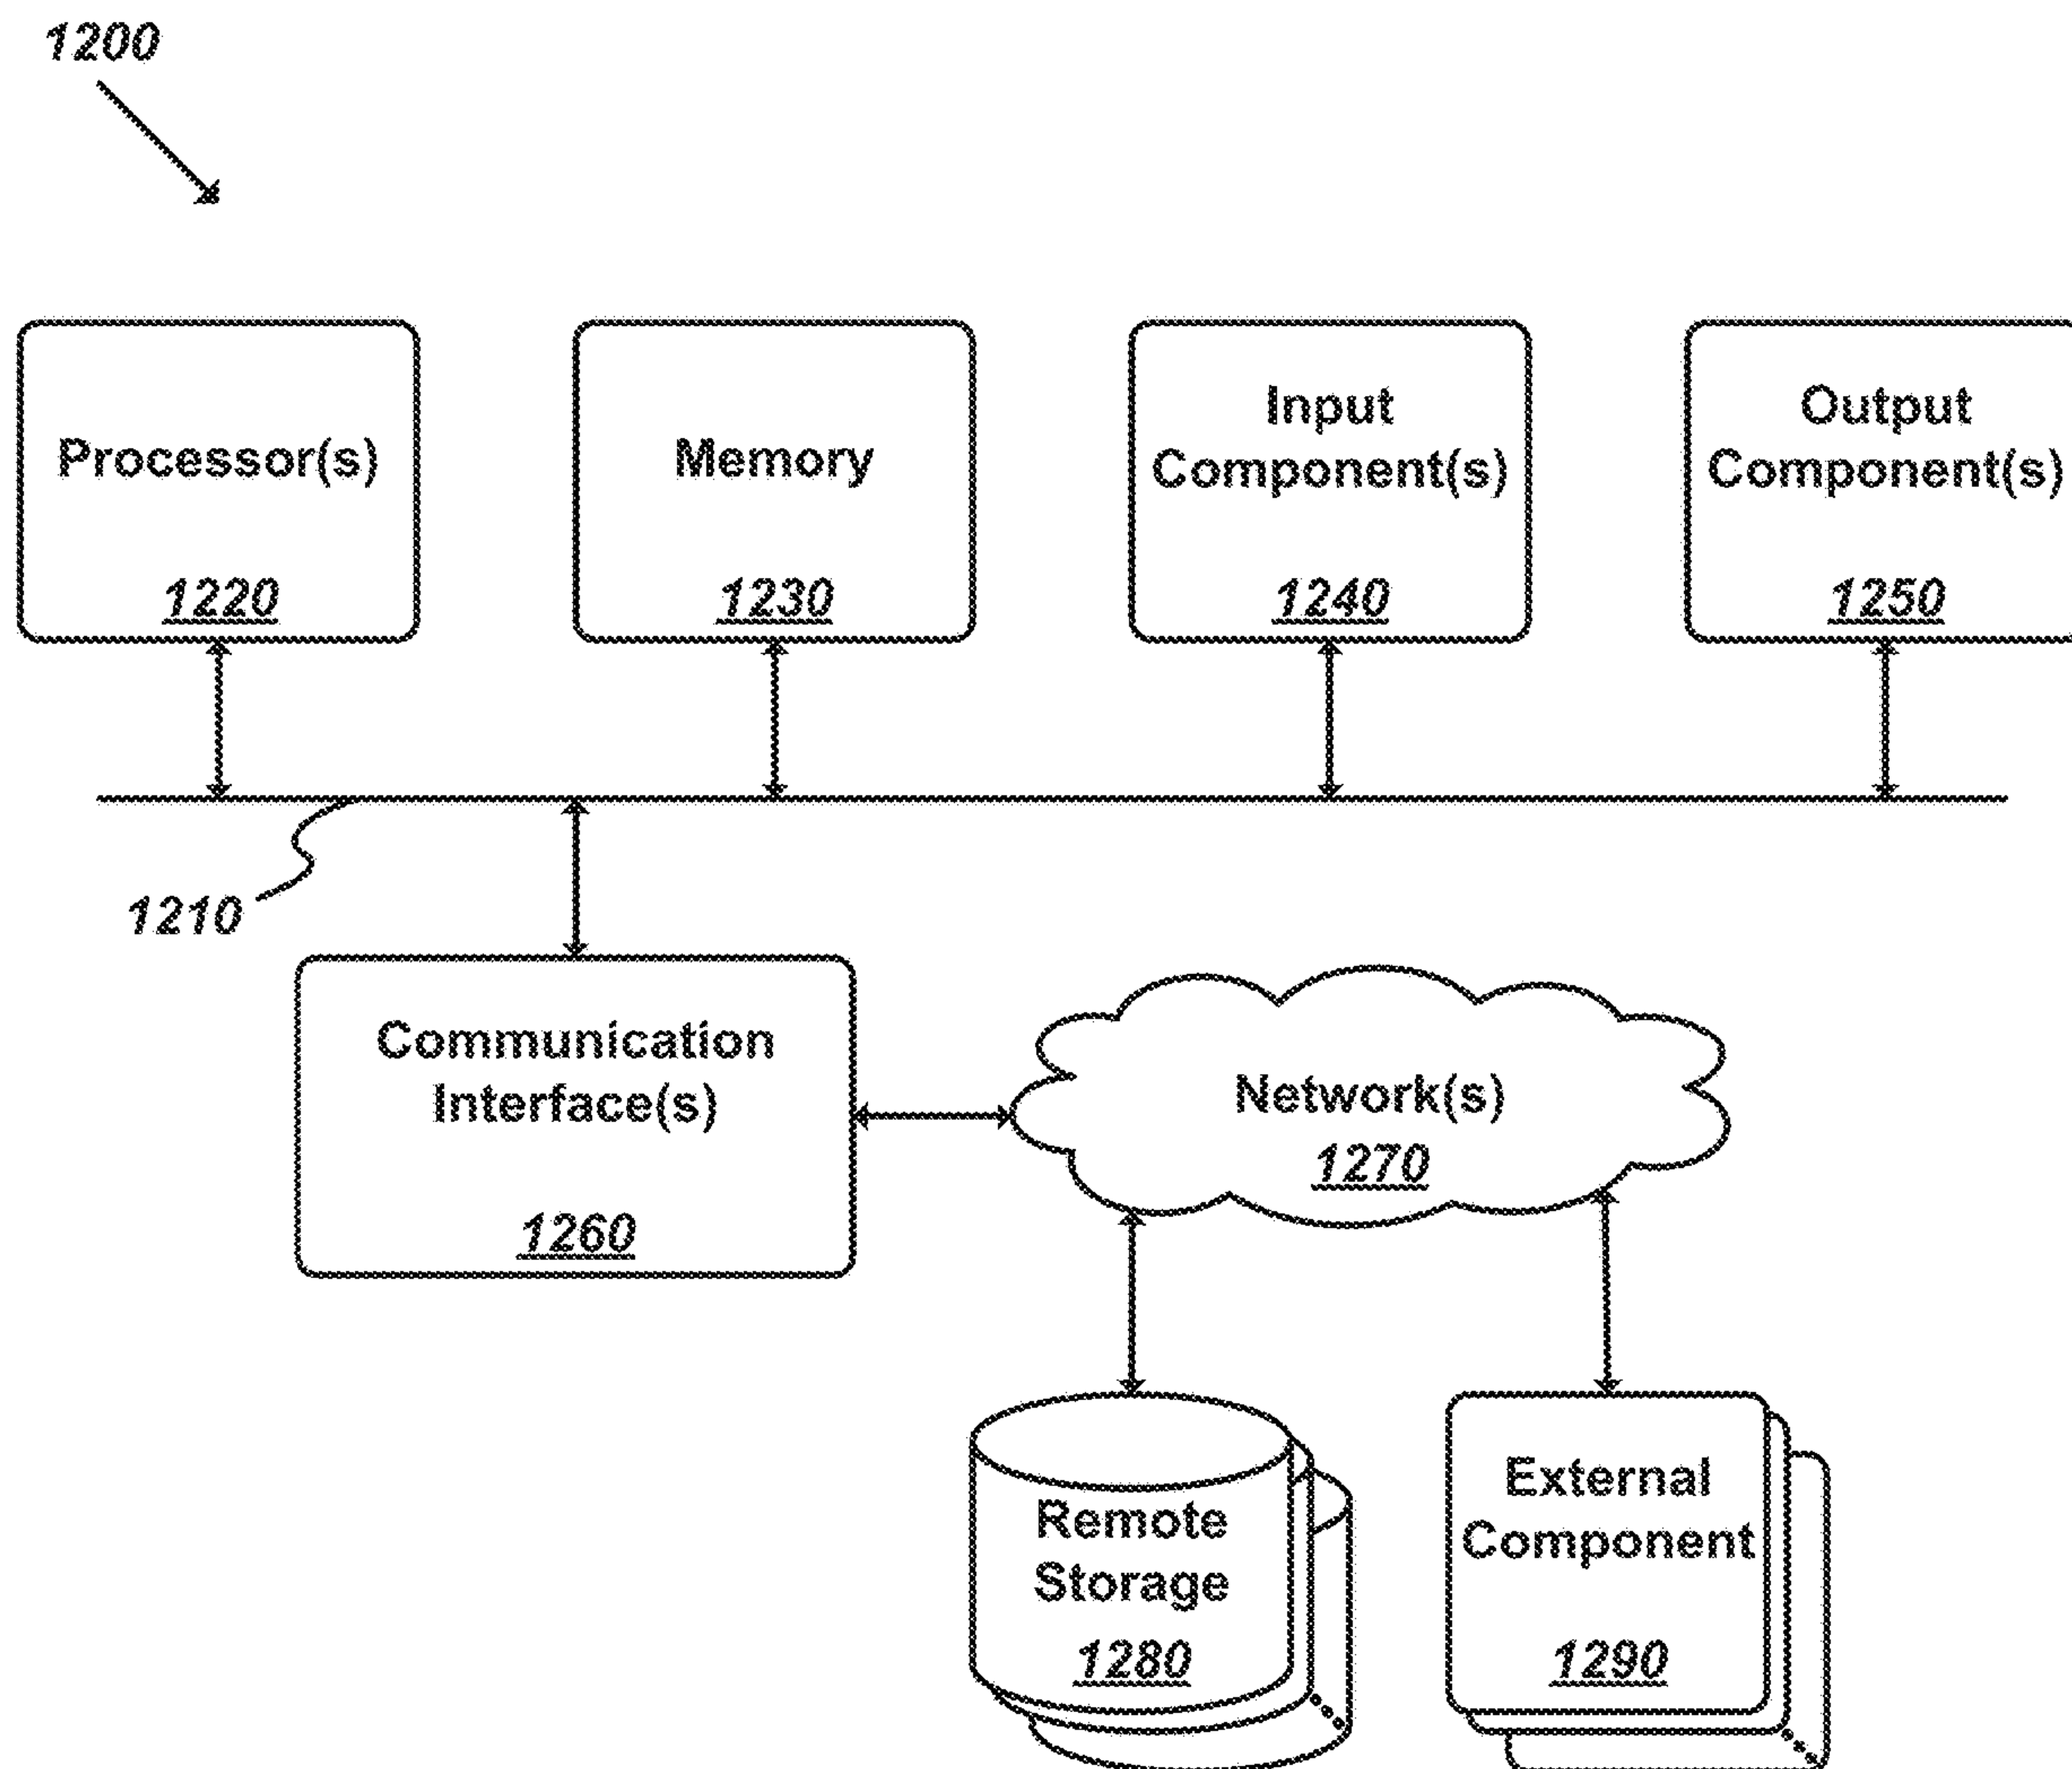 1200
Processor(s)
1220
Memory
1230
Input
Component(s)
1240
Output
Component(s)
1250
1210
Communication
Interface(s)
1260
Network(s)
1270
Remote
Storage
1280
External
Component
1290